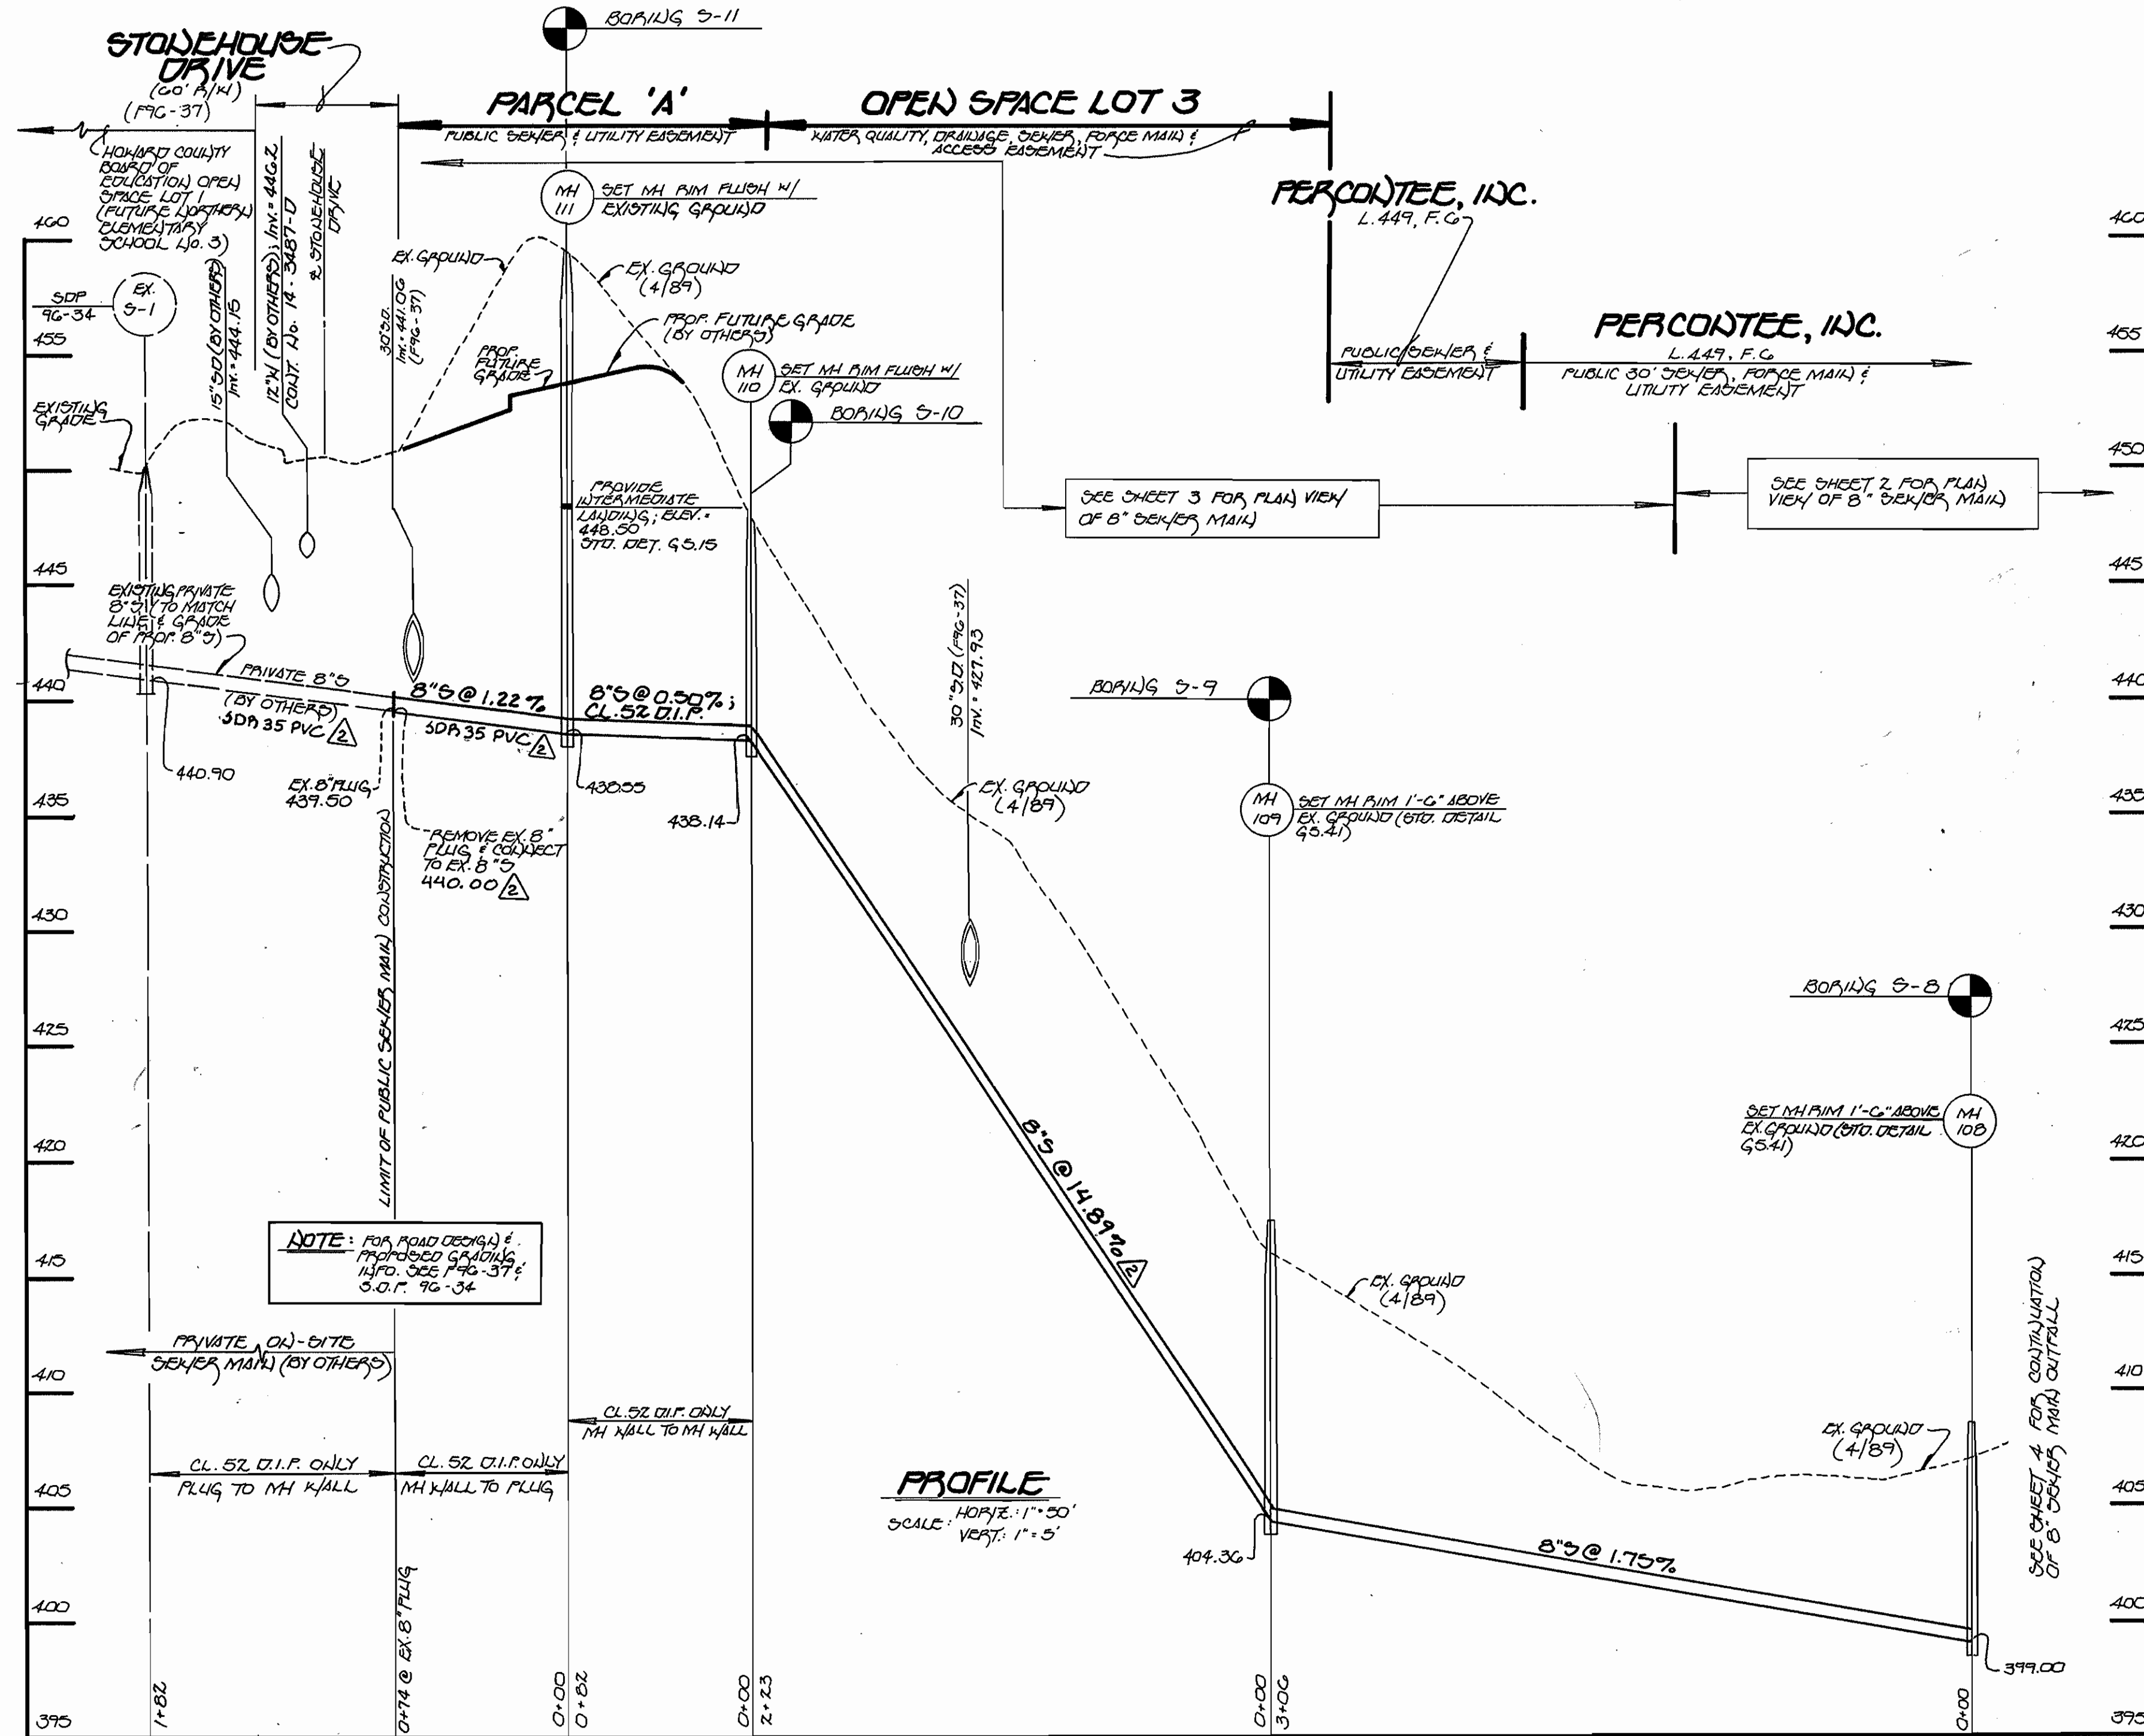 BORING S-11
STONEHOUSE
DRIVE
(60' R/W)
(F96-37)
PARCEL 'A'
PUBLIC SEWER & UTILITY EASEMENT
OPEN SPACE LOT 3
WATER QUALITY, DRAINAGE, SEWER, FORCE MAIN &
ACCESS EASEMENT
HOWARD COUNTY
BOARD OF
EDUCATION OPEN
SPACE LOT 1
(FUTURE NORTHERN
ELEMENTARY
SCHOOL No. 3)
15" SD (BY OTHERS)
Inv. = 444.15
12" W (BY OTHERS); Inv. = 446.2
CONT. No. 14-3487-D
℄ STONEHOUSE
DRIVE
30" S.D.
Inv. = 441.06
(F96-37)
MH
111
SET MH RIM FLUSH W/
EXISTING GROUND
PERCONTEE, INC.
L.449, F.6
460
460
EX. GROUND
EX. GROUND
(4/89)
SDP
96-34
EX.
S-1
PROP. FUTURE GRADE
(BY OTHERS)
PROP.
FUTURE
GRADE
PERCONTEE, INC.
L.449, F.6
PUBLIC 30' SEWER, FORCE MAIN &
UTILITY EASEMENT
PUBLIC SEWER &
UTILITY EASEMENT
455
455
MH
110
SET MH RIM FLUSH W/
EX. GROUND
BORING S-10
EXISTING
GRADE
450
PROVIDE
INTERMEDIATE
LANDING; ELEV. =
448.50
STD. DET. G5.15
SEE SHEET 3 FOR PLAN VIEW
OF 8" SEWER MAIN
SEE SHEET 2 FOR PLAN
VIEW OF 8" SEWER MAIN
445
445
EXISTING PRIVATE
8"S (TO MATCH
LINE & GRADE
OF PROP. 8"S)
30" S.D. (F96-37)
Inv. = 427.93
440
440
PRIVATE 8"S
(BY OTHERS)
SDR 35 PVC 2
8"S @ 1.22%
SDR 35 PVC 2
8"S @ 0.50%;
CL.52 D.I.P.
BORING S-9
440.90
EX. 8" PLUG
439.50
438.55
438.14
EX. GROUND
(4/89)
MH
109
SET MH RIM 1'-6" ABOVE
EX. GROUND (STD. DETAIL
G5.41)
435
435
REMOVE EX. 8"
PLUG & CONNECT
TO EX. 8"S
440.00 2
LIMIT OF PUBLIC SEWER MAIN CONSTRUCTION
430
430
BORING S-8
425
425
8"S @ 14.89% 2
MH
108
SET MH RIM 1'-6" ABOVE
EX. GROUND (STD. DETAIL
G5.41)
420
420
NOTE: FOR ROAD DESIGN &
PROPOSED GRADING
INFO. SEE F96-37 &
S.D.P. 96-34
415
415
EX. GROUND
(4/89)
PRIVATE ON-SITE
SEWER MAIN (BY OTHERS)
410
410
CL.52 D.I.P. ONLY
MH WALL TO MH WALL
EX. GROUND
(4/89)
SEE SHEET 4 FOR CONTINUATION
OF 8" SEWER MAIN OUTFALL
CL.52 D.I.P. ONLY
PLUG TO MH WALL
CL. 52 D.I.P. ONLY
MH WALL TO PLUG
405
405
PROFILE
SCALE: HORIZ.: 1" = 50'
VERT.: 1" = 5'
404.36
8"S @ 1.75%
400
400
399.00
1+82
0+74 @ EX. 8" PLUG
0+00
0+82
0+00
2+23
0+00
3+06
0+00
395
395